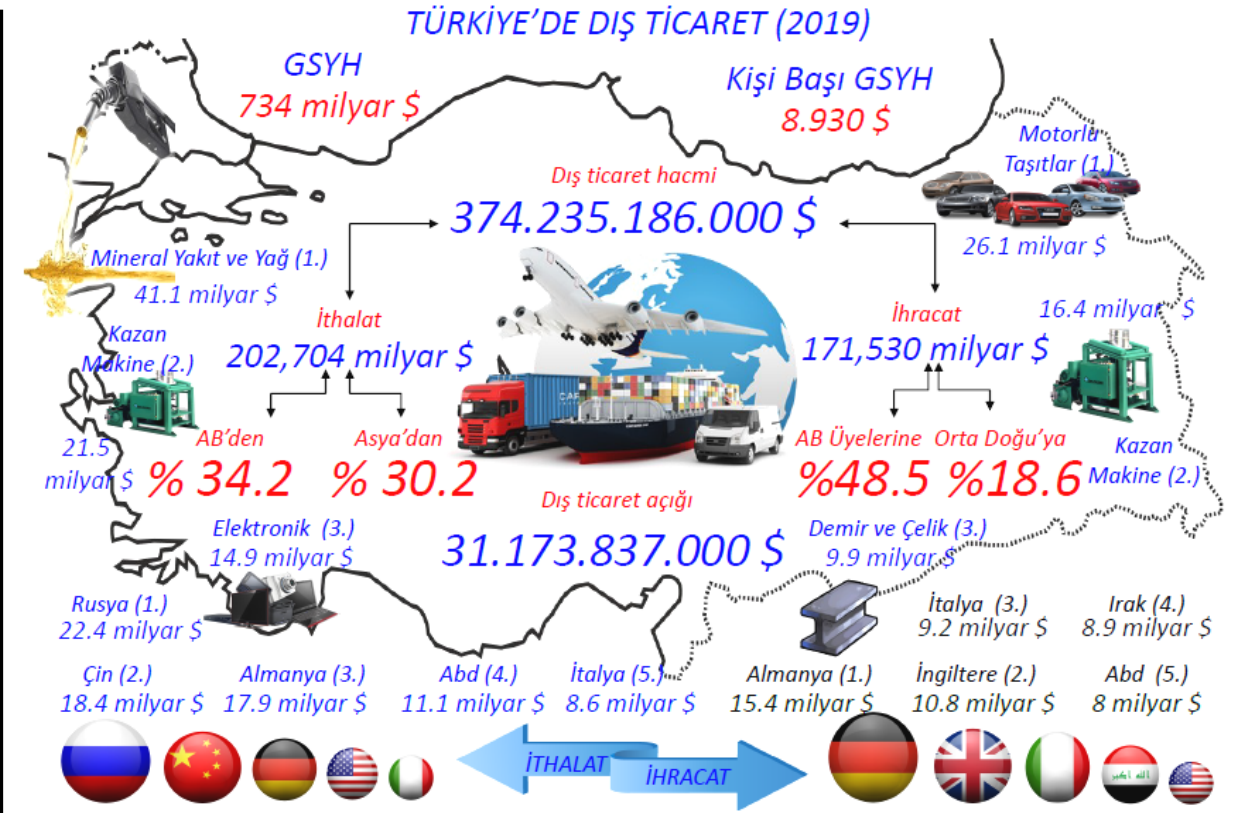 TÜRKİYE'DE DIŞ TİCARET (2019)
GSYH
734 milyar $
Kişi Başı GSYH
8.930 $
Motorlu
Taşıtlar (1.)
26.1 milyar $
Dış ticaret hacmi
374.235.186.000 $
Mineral Yakıt ve Yağ (1.)
41.1 milyar $
İthalat
202,704 milyar $
İhracat
171,530 milyar $
16.4 milyar $
Kazan
Makine (2.)
21.5
milyar $
AB'den
% 34.2
Asya'dan
% 30.2
AB Üyelerine
%48.5
Orta Doğu'ya
%18.6
Kazan
Makine (2.)
Dış ticaret açığı
31.173.837.000 $
Elektronik (3.)
14.9 milyar $
Demir ve Çelik (3.)
9.9 milyar $
Rusya (1.)
22.4 milyar $
İtalya (3.)
9.2 milyar $
Irak (4.)
8.9 milyar $
Çin (2.)
18.4 milyar $
Almanya (3.)
17.9 milyar $
Abd (4.)
11.1 milyar $
İtalya (5.)
8.6 milyar $
Almanya (1.)
15.4 milyar $
İngiltere (2.)
10.8 milyar $
Abd (5.)
8 milyar $
İTHALAT
İHRACAT
الله اكبر